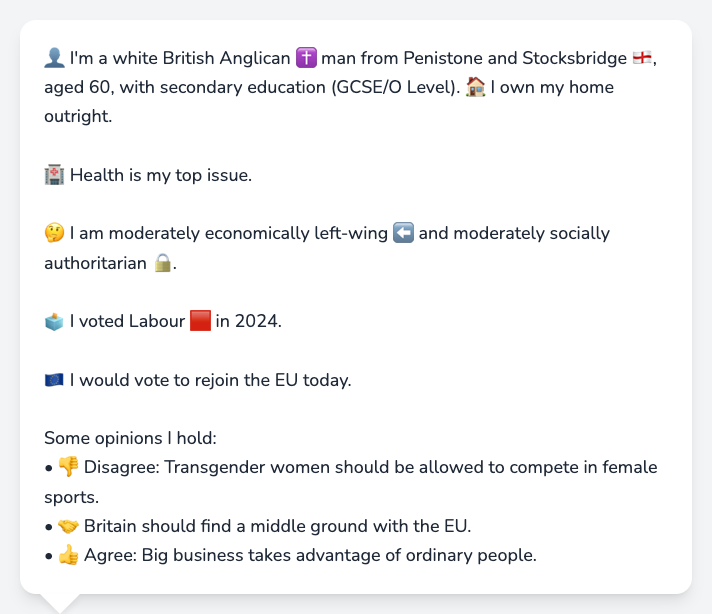 👤 I'm a white British Anglican ✝️ man from Penistone and Stocksbridge 🏴󠁧󠁢󠁥󠁮󠁧󠁿,
aged 60, with secondary education (GCSE/O Level). 🏠 I own my home
outright.
🏥 Health is my top issue.
🤔 I am moderately economically left-wing ⬅️ and moderately socially
authoritarian 🔒.
🗳️ I voted Labour 🟥 in 2024.
🇪🇺 I would vote to rejoin the EU today.
Some opinions I hold:
• 👎 Disagree: Transgender women should be allowed to compete in female
sports.
• 🤝 Britain should find a middle ground with the EU.
• 👍 Agree: Big business takes advantage of ordinary people.